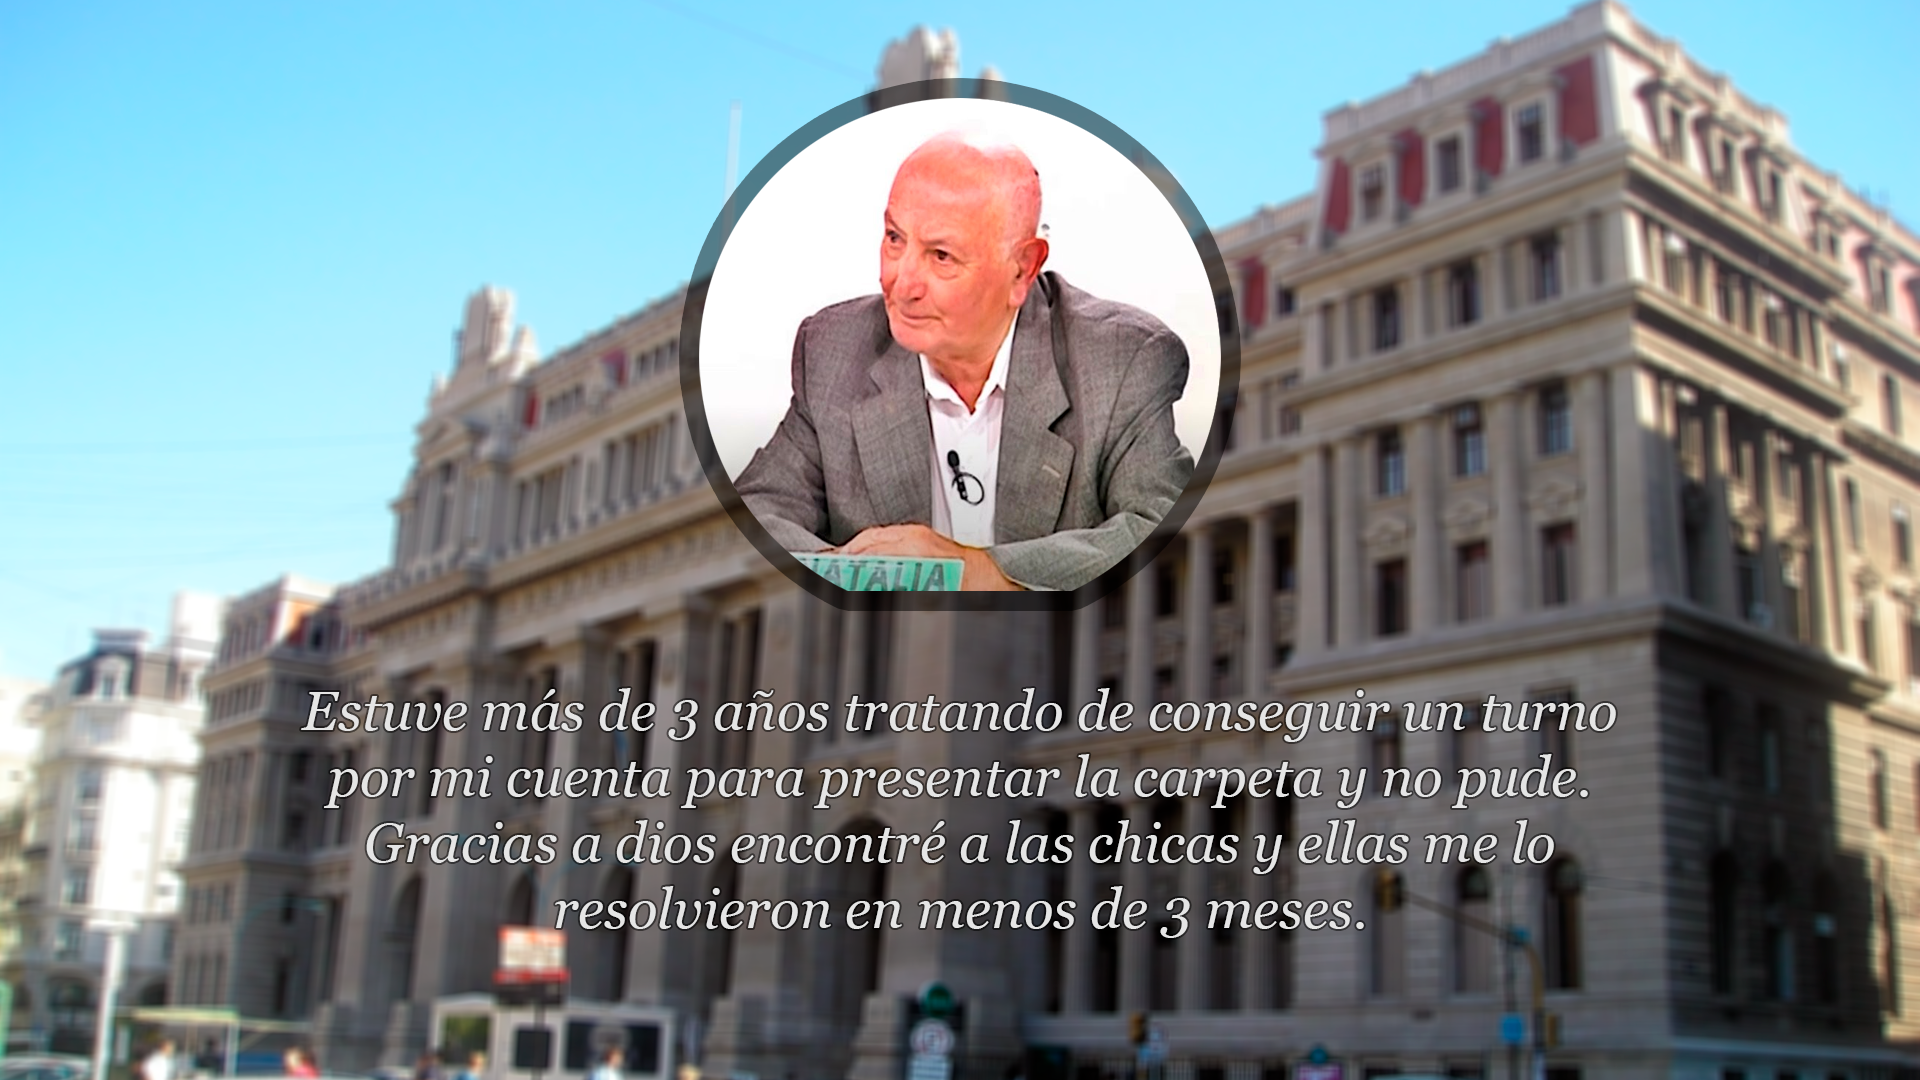 NATALIA
Estuve más de 3 años tratando de conseguir un turno
por mi cuenta para presentar la carpeta y no pude.
Gracias a dios encontré a las chicas y ellas me lo
resolvieron en menos de 3 meses.